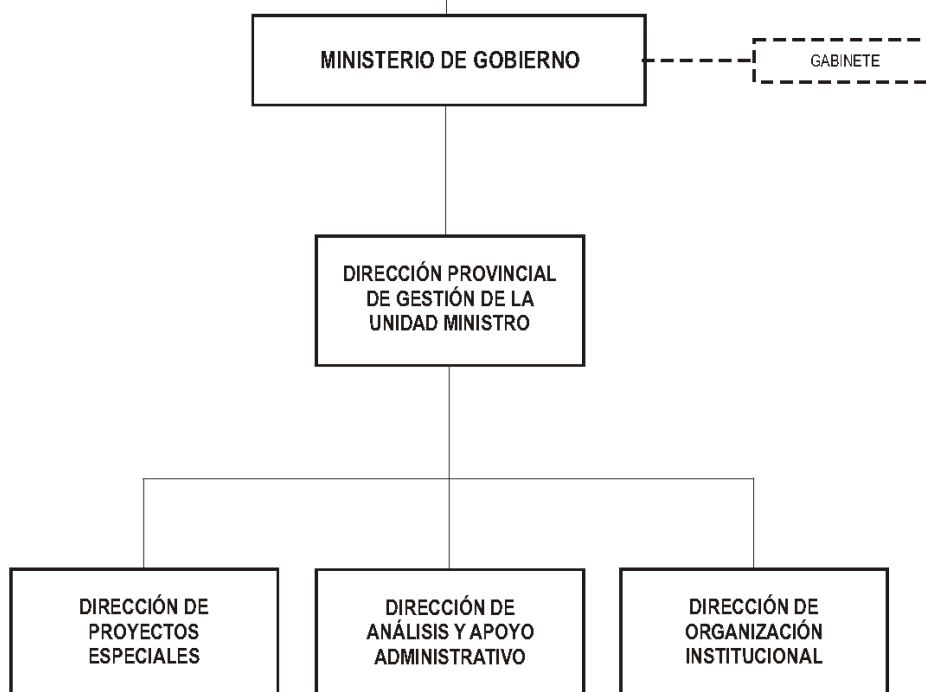 MINISTERIO DE GOBIERNO
GABINETE
DIRECCIÓN PROVINCIAL
DE GESTIÓN DE LA
UNIDAD MINISTRO
DIRECCIÓN DE
PROYECTOS
ESPECIALES
DIRECCIÓN DE
ANÁLISIS Y APOYO
ADMINISTRATIVO
DIRECCIÓN DE
ORGANIZACIÓN
INSTITUCIONAL